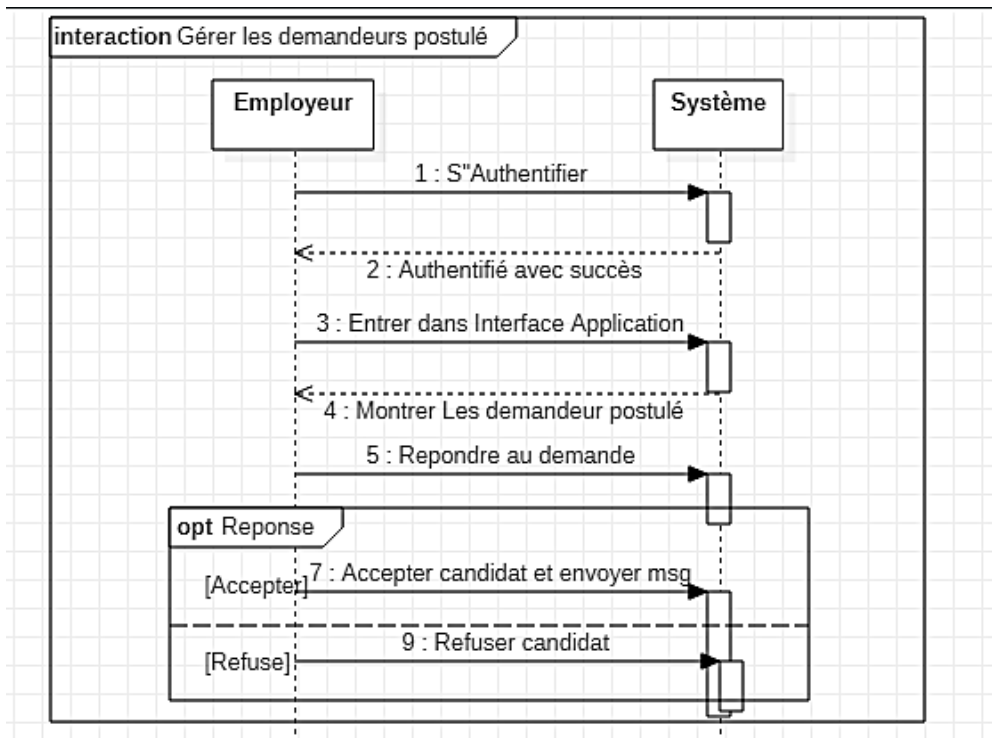 interaction Gérer les demandeurs postulé
Employeur
Système
1 : S"Authentifier
2 : Authentifié avec succès
3 : Entrer dans Interface Application
4 : Montrer Les demandeur postulé
5 : Repondre au demande
opt Reponse
[Accepter]
7 : Accepter candidat et envoyer msg
9 : Refuser candidat
[Refuse]